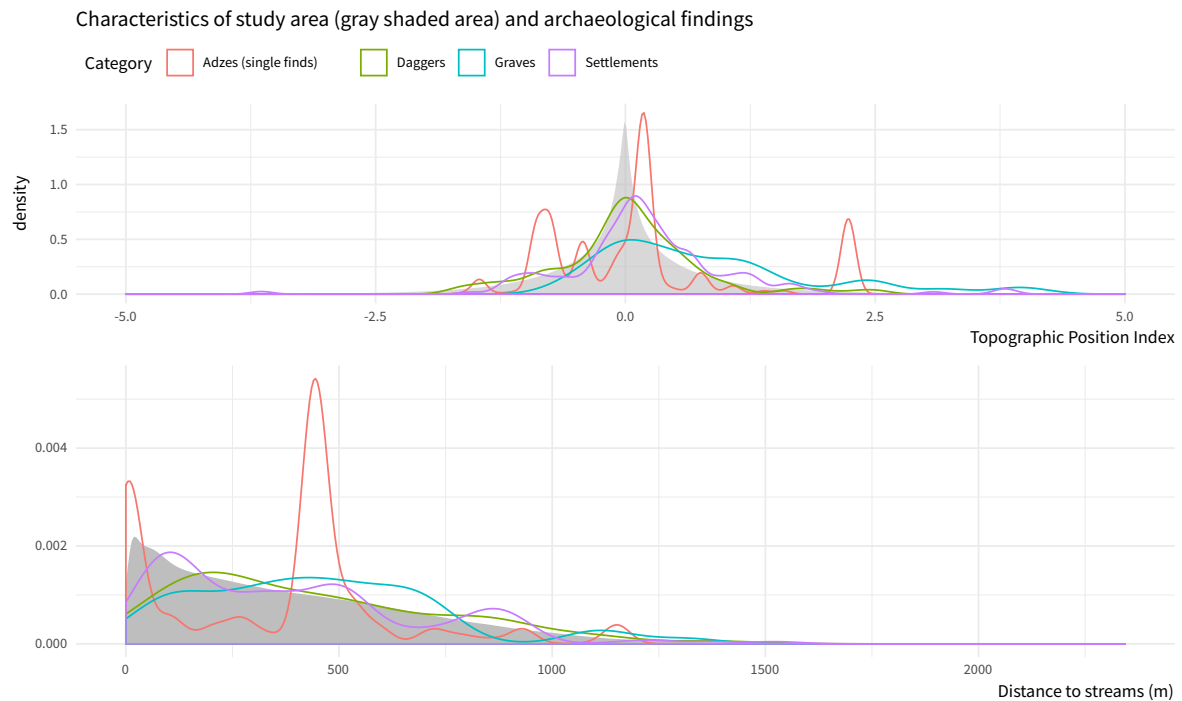 Characteristics of study area (gray shaded area) and archaeological findings
Category Adzes (single finds) Daggers Graves Settlements
density
1.5
1.0
0.5
0.0
-5.0 -2.5 0.0 2.5 5.0
Topographic Position Index
0.004
0.002
0.000
0 500 1000 1500 2000
Distance to streams (m)